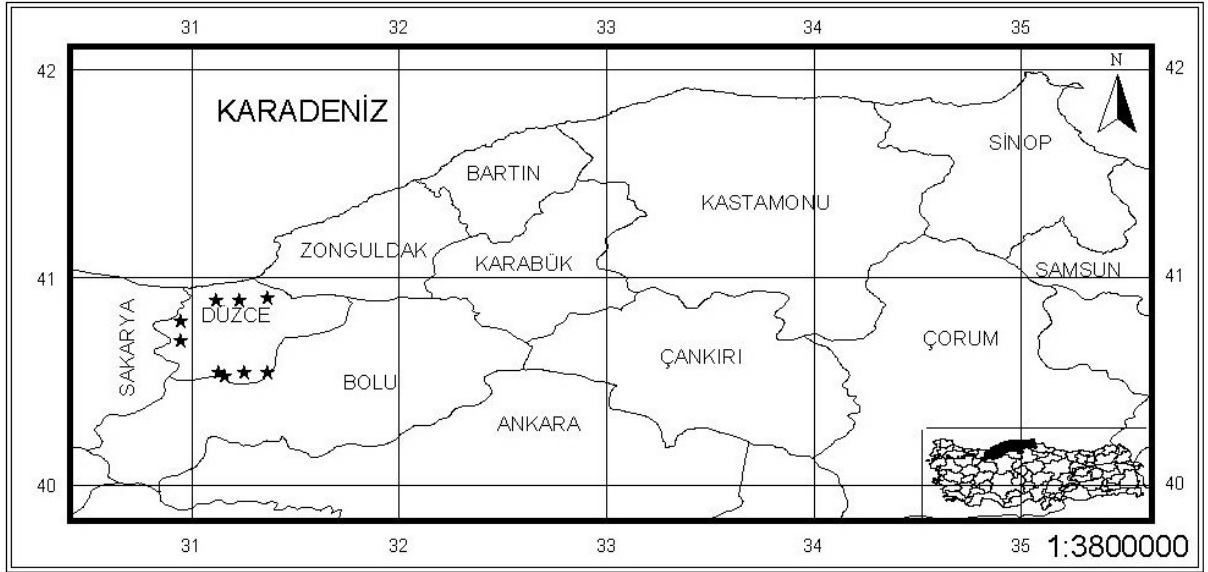 31 32 33 34 35
42 42
N
KARADENİZ
SİNOP
BARTIN
KASTAMONU
ZONGULDAK
KARABÜK
SAMSUN
41 41
DÜZCE
SAKARYA
ÇORUM
ÇANKIRI
BOLU
ANKARA
40 40
31 32 33 34 35
1:3800000